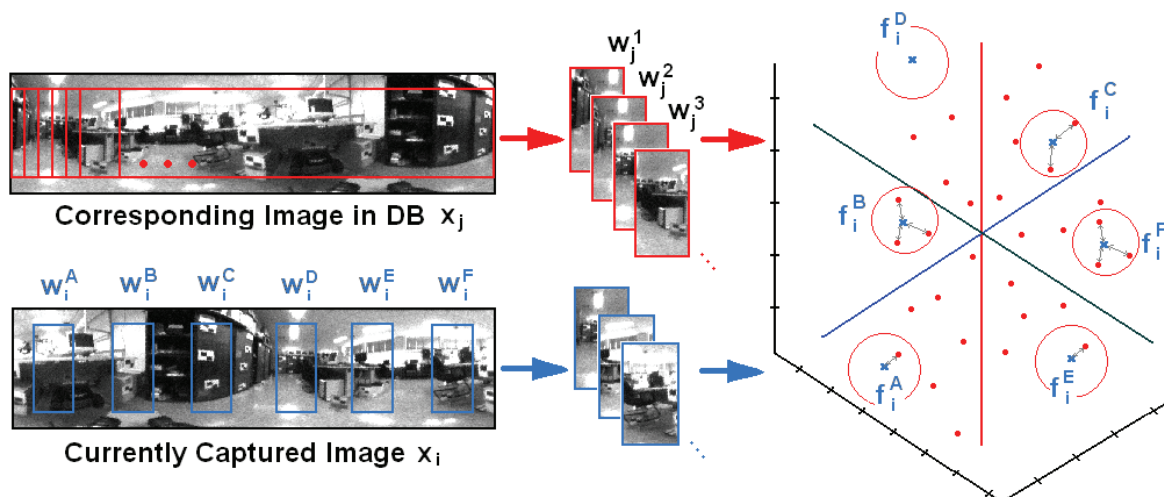 w_j^1
w_j^2
w_j^3
Corresponding Image in DB x_j
w_i^A w_i^B w_i^C w_i^D w_i^E w_i^F
Currently Captured Image x_i
f_i^D
f_i^C
f_i^B
f_i^F
f_i^A
f_i^E